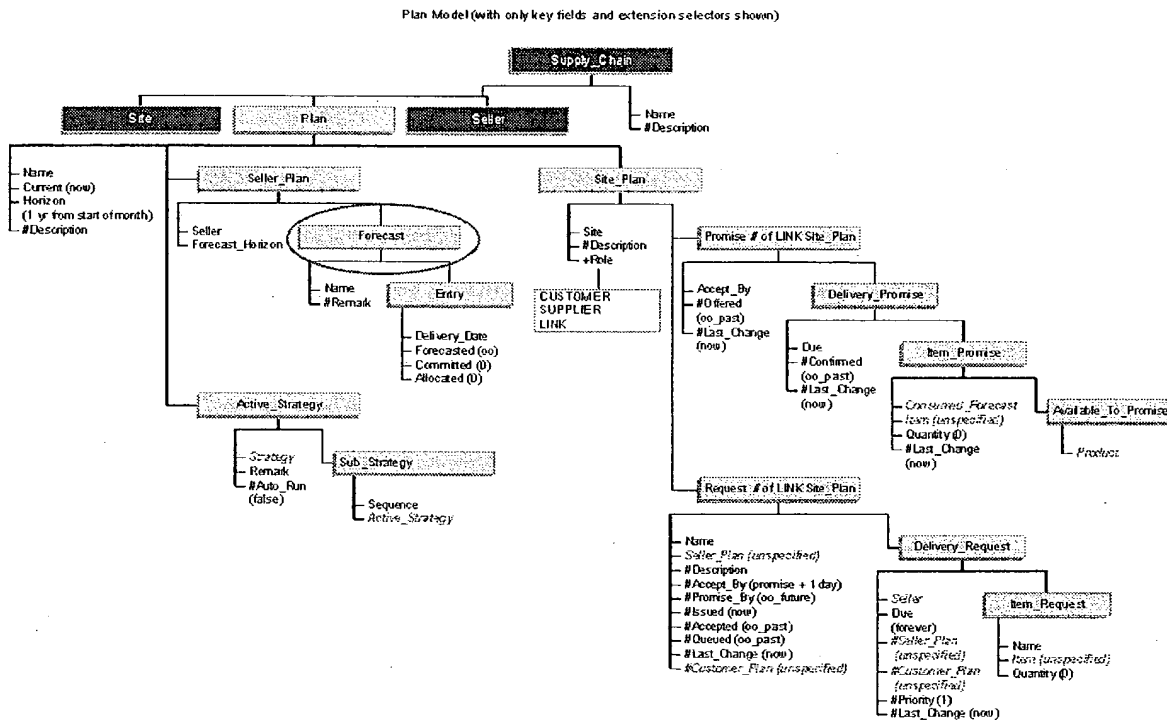 Plan Model (with only key fields and extension selectors shown)
Supply_Chain
Name
#Description
Site
Plan
Seller
Name
Current (now)
Horizon
(1 yr from start of month)
#Description
Seller_Plan
Seller
Forecast_Horizon
Forecast
Name
#Remark
Entry
Delivery_Date
Forecasted (oo)
Committed (0)
Allocated (0)
Active_Strategy
Strategy
Remark
#Auto_Run
(false)
Sub_Strategy
Sequence
Active_Strategy
Site_Plan
Site
#Description
+Role
CUSTOMER
SUPPLIER
LINK
Promise # of LINK Site_Plan
Accept_By
#Offered
(oo_past)
#Last_Change
(now)
Delivery_Promise
Due
#Confirmed
(oo_past)
#Last_Change
(now)
Item_Promise
Consumed_Forecast
Item (unspecified)
Quantity (0)
#Last_Change
(now)
Available_To_Promise
Product
Request # of LINK Site_Plan
Name
Seller_Plan (unspecified)
#Description
#Accept_By (promise + 1 day)
#Promise_By (oo_future)
#Issued (now)
#Accepted (oo_past)
#Queued (oo_past)
#Last_Change (now)
#Customer_Plan (unspecified)
Delivery_Request
Seller
Due
(forever)
#Seller_Plan
(unspecified)
#Customer_Plan
(unspecified)
#Priority (1)
#Last_Change (now)
Item_Request
Name
Item (unspecified)
Quantity (0)